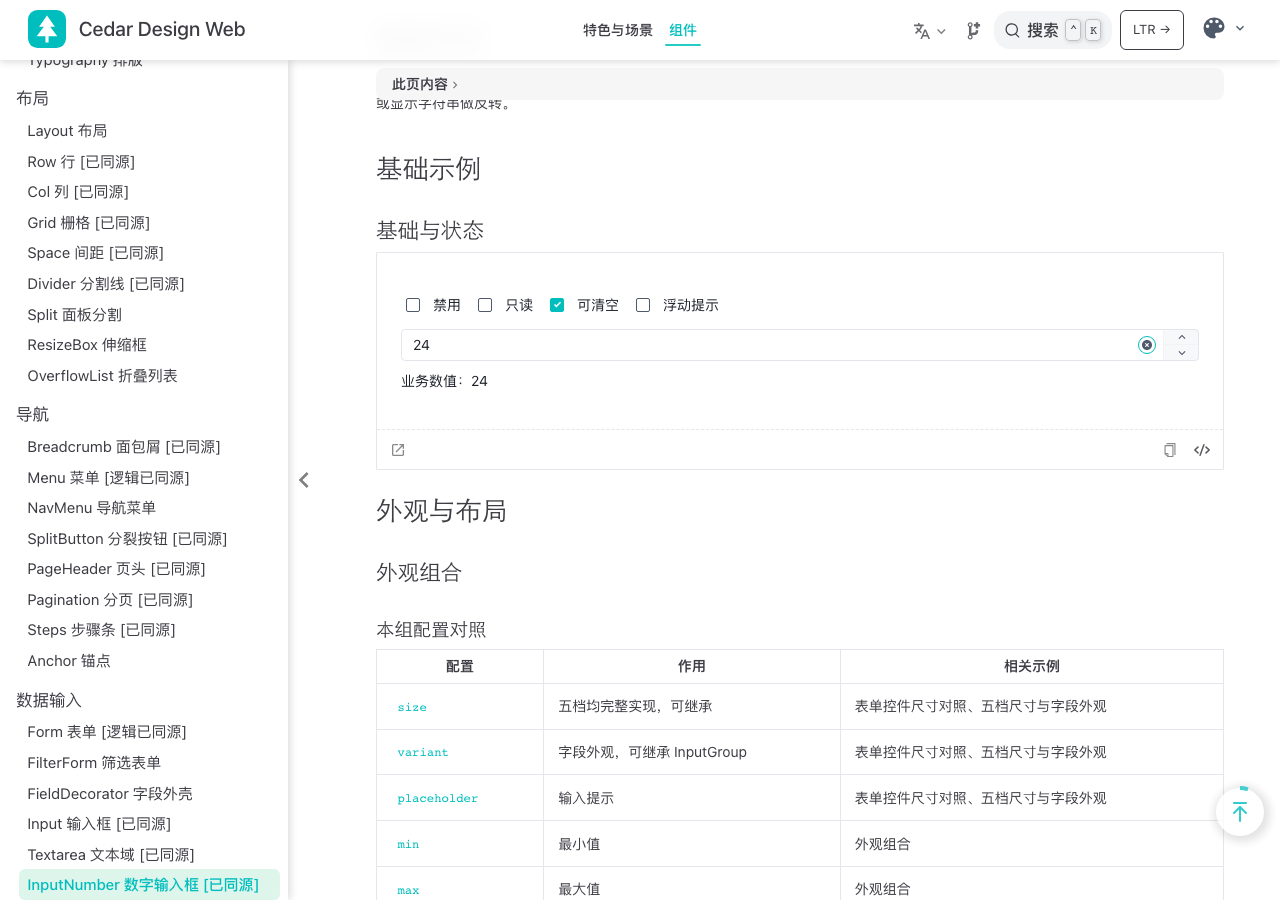 Cedar Design Web
特色与场景
组件
搜索
^
K
LTR →
Typography 排版
布局
Layout 布局
Row 行 [已同源]
Col 列 [已同源]
Grid 栅格 [已同源]
Space 间距 [已同源]
Divider 分割线 [已同源]
Split 面板分割
ResizeBox 伸缩框
OverflowList 折叠列表
导航
Breadcrumb 面包屑 [已同源]
Menu 菜单 [逻辑已同源]
NavMenu 导航菜单
SplitButton 分裂按钮 [已同源]
PageHeader 页头 [已同源]
Pagination 分页 [已同源]
Steps 步骤条 [已同源]
Anchor 锚点
数据输入
Form 表单 [逻辑已同源]
FilterForm 筛选表单
FieldDecorator 字段外壳
Input 输入框 [已同源]
Textarea 文本域 [已同源]
InputNumber 数字输入框 [已同源]
此页内容 ›
或显示字符串做反转。
基础示例
基础与状态
禁用 只读 可清空 浮动提示
24
业务数值：24
外观与布局
外观组合
本组配置对照
配置 作用 相关示例
size 五档均完整实现，可继承 表单控件尺寸对照、五档尺寸与字段外观
variant 字段外观，可继承 InputGroup 表单控件尺寸对照、五档尺寸与字段外观
placeholder 输入提示 表单控件尺寸对照、五档尺寸与字段外观
min 最小值 外观组合
max 最大值 外观组合